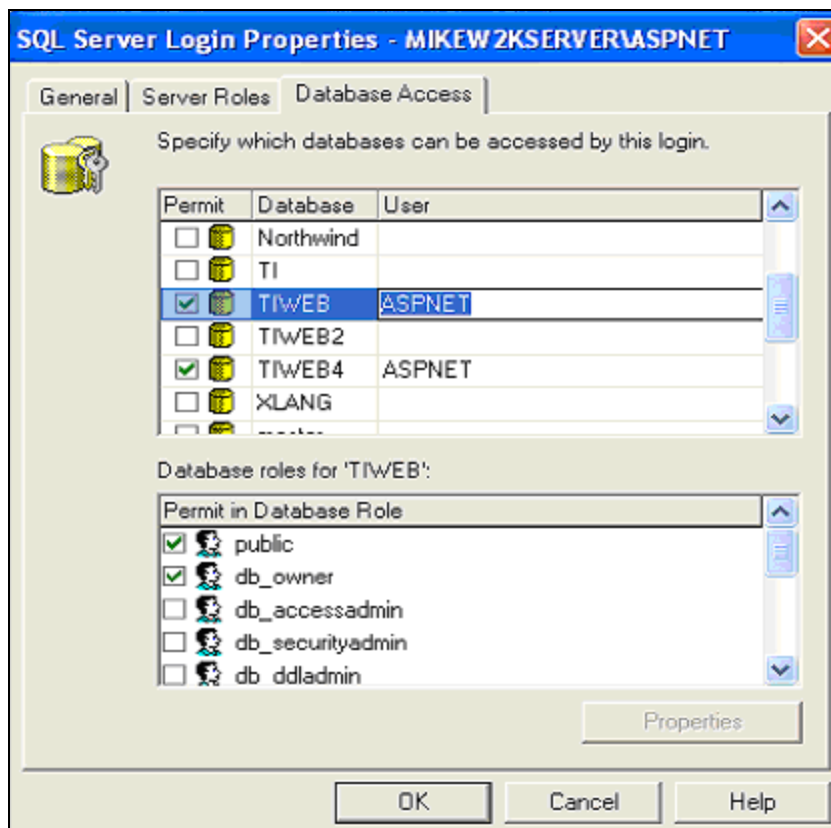 SQL Server Login Properties - MIKEW2KSERVER\ASPNET
General Server Roles Database Access
Specify which databases can be accessed by this login.
Permit Database User
Northwind
TI
TIWEB ASPNET
TIWEB2
TIWEB4 ASPNET
XLANG
Database roles for 'TIWEB':
Permit in Database Role
public
db_owner
db_accessadmin
db_securityadmin
db_ddladmin
Properties
OK Cancel Help